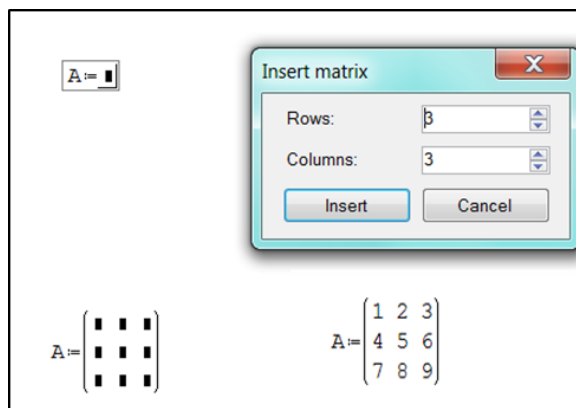 A:=
Insert matrix
X
Rows: 3
Columns: 3
Insert Cancel
A:=
1 2 3
A:= 4 5 6
7 8 9